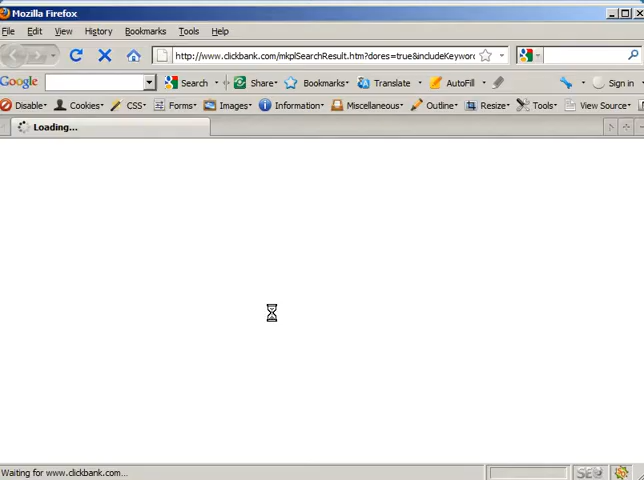 Mozilla Firefox
File Edit View History Bookmarks Tools Help
http://www.clickbank.com/mkplSearchResult.htm?dores=true&includeKeywor
Google Search Share Bookmarks Translate AutoFill Sign in
Disable Cookies CSS Forms Images Information Miscellaneous Outline Resize Tools View Source
Loading...
Waiting for www.clickbank.com...